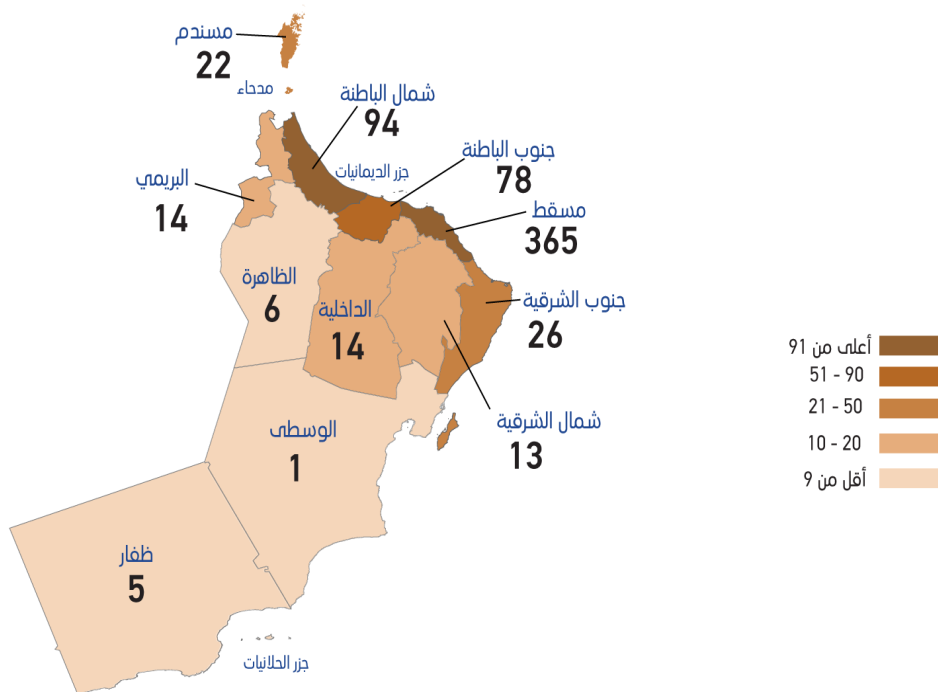 مسندم
22
مدحاء
شمال الباطنة
94
جنوب الباطنة
78
جزر الديمانيات
البريمي
14
مسقط
365
الظاهرة
6
الداخلية
14
جنوب الشرقية
26
شمال الشرقية
13
الوسطى
1
ظفار
5
جزر الحلانيات
أعلى من 91
51 - 90
21 - 50
10 - 20
أقل من 9